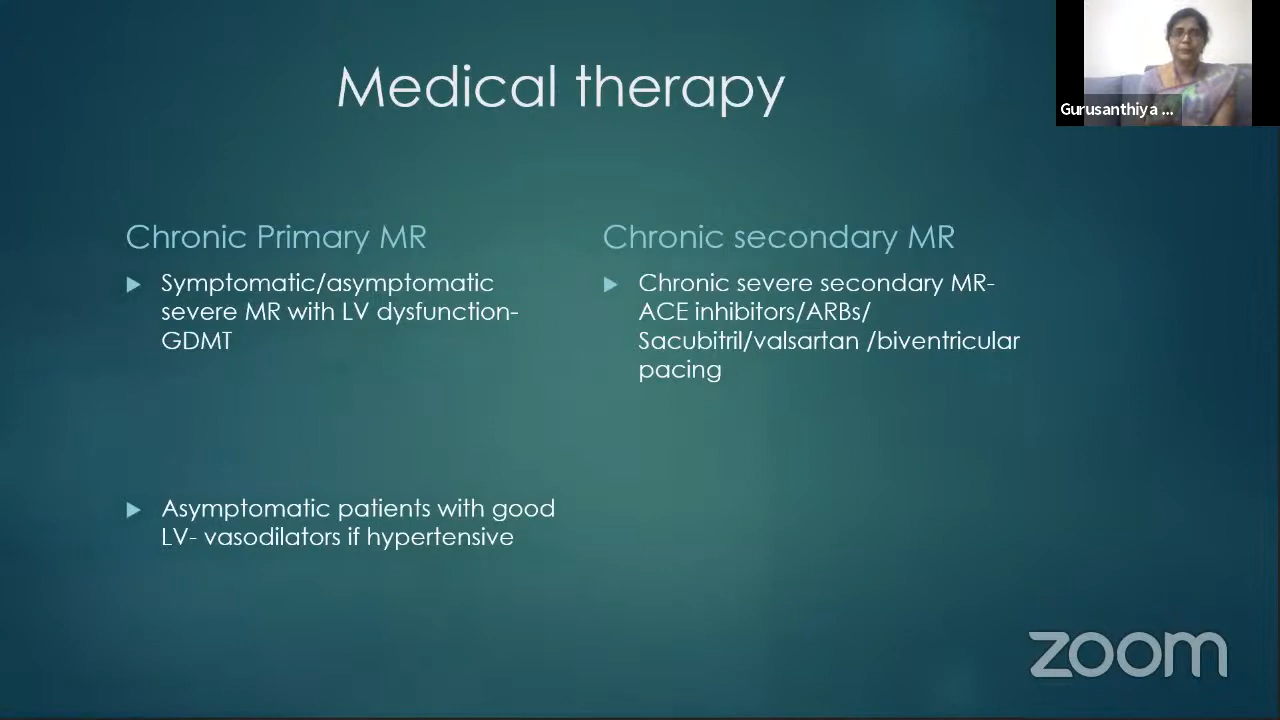 Medical therapy
Gurusanthiya ...
Chronic Primary MR
Symptomatic/asymptomatic
severe MR with LV dysfunction-
GDMT
Asymptomatic patients with good
LV- vasodilators if hypertensive
Chronic secondary MR
Chronic severe secondary MR-
ACE inhibitors/ARBs/
Sacubitril/valsartan /biventricular
pacing
zoom